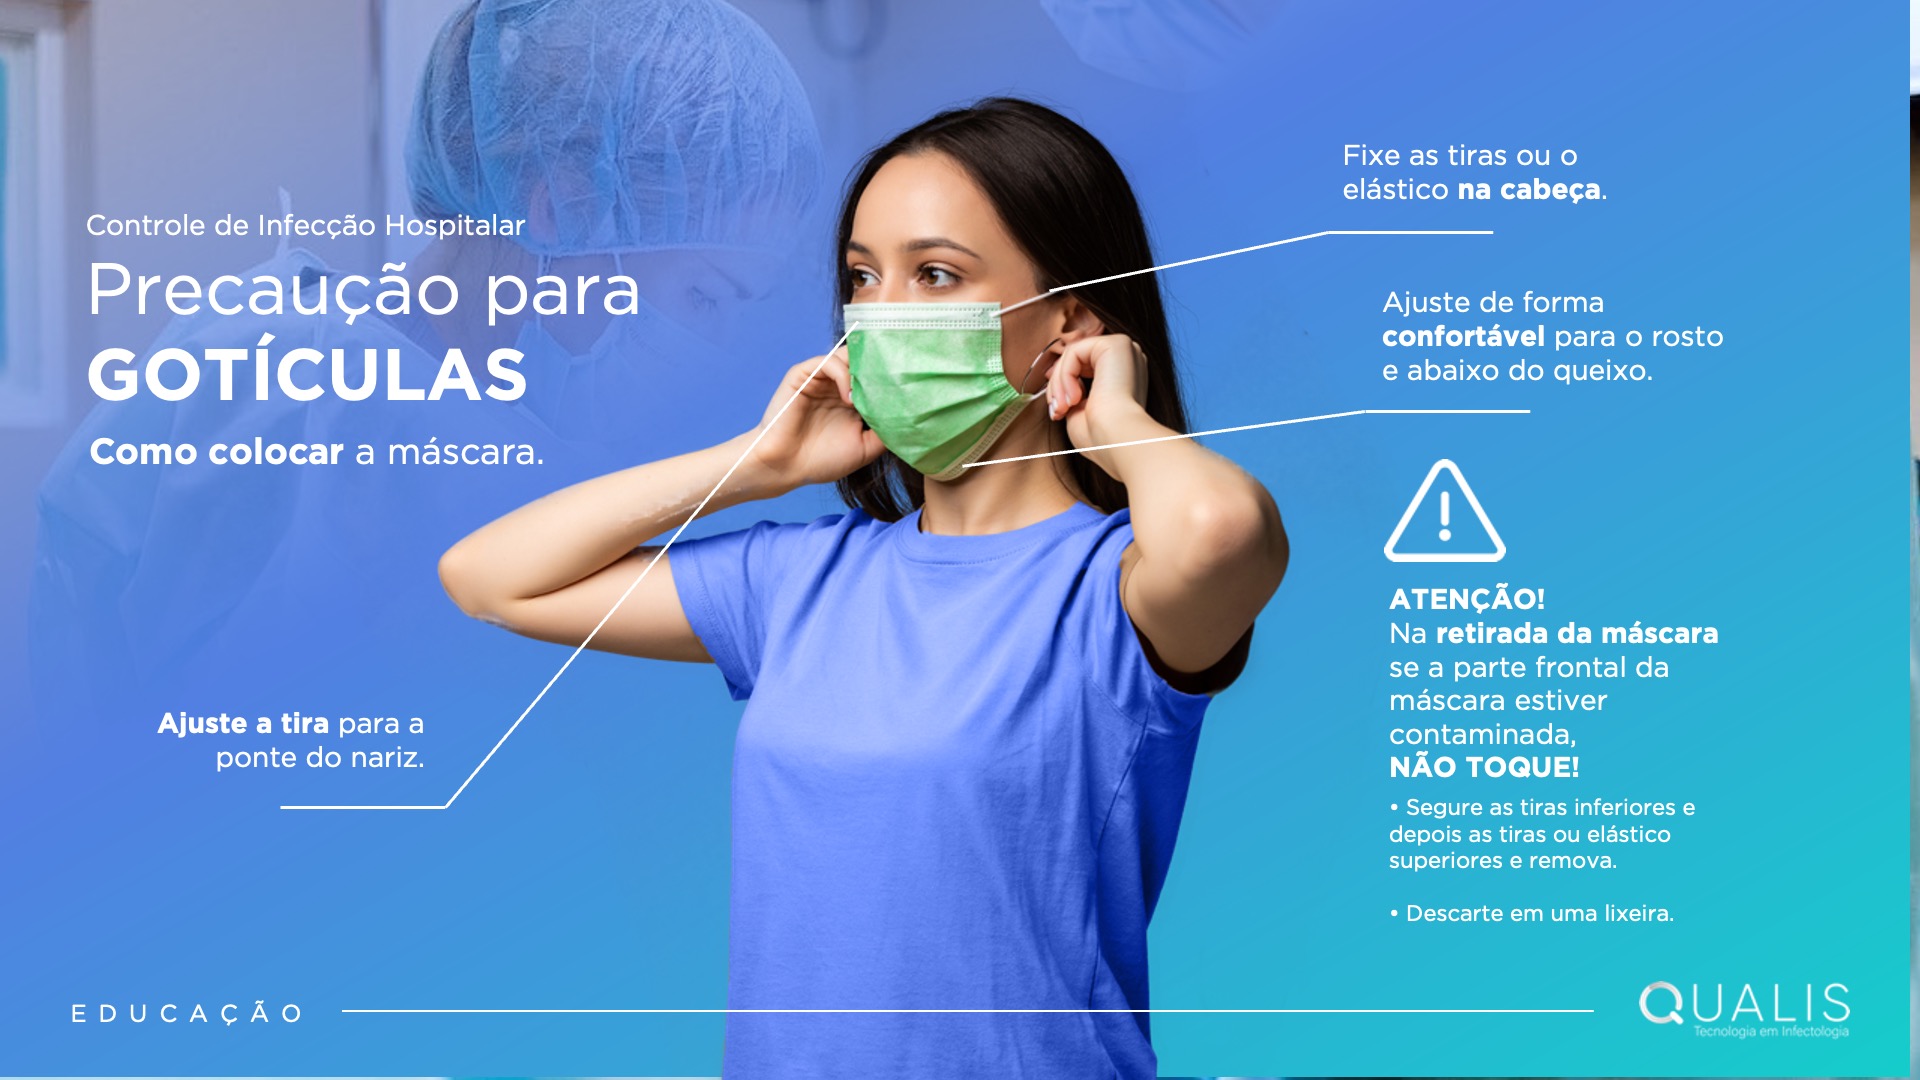 Controle de Infecção Hospitalar
Precaução para
GOTÍCULAS
Como colocar a máscara.
Fixe as tiras ou o
elástico na cabeça.
Ajuste de forma
confortável para o rosto
e abaixo do queixo.
Ajuste a tira para a
ponte do nariz.
ATENÇÃO!
Na retirada da máscara
se a parte frontal da
máscara estiver
contaminada,
NÃO TOQUE!
• Segure as tiras inferiores e
depois as tiras ou elástico
superiores e remova.
• Descarte em uma lixeira.
EDUCAÇÃO
QUALIS
Tecnologia em Infectologia